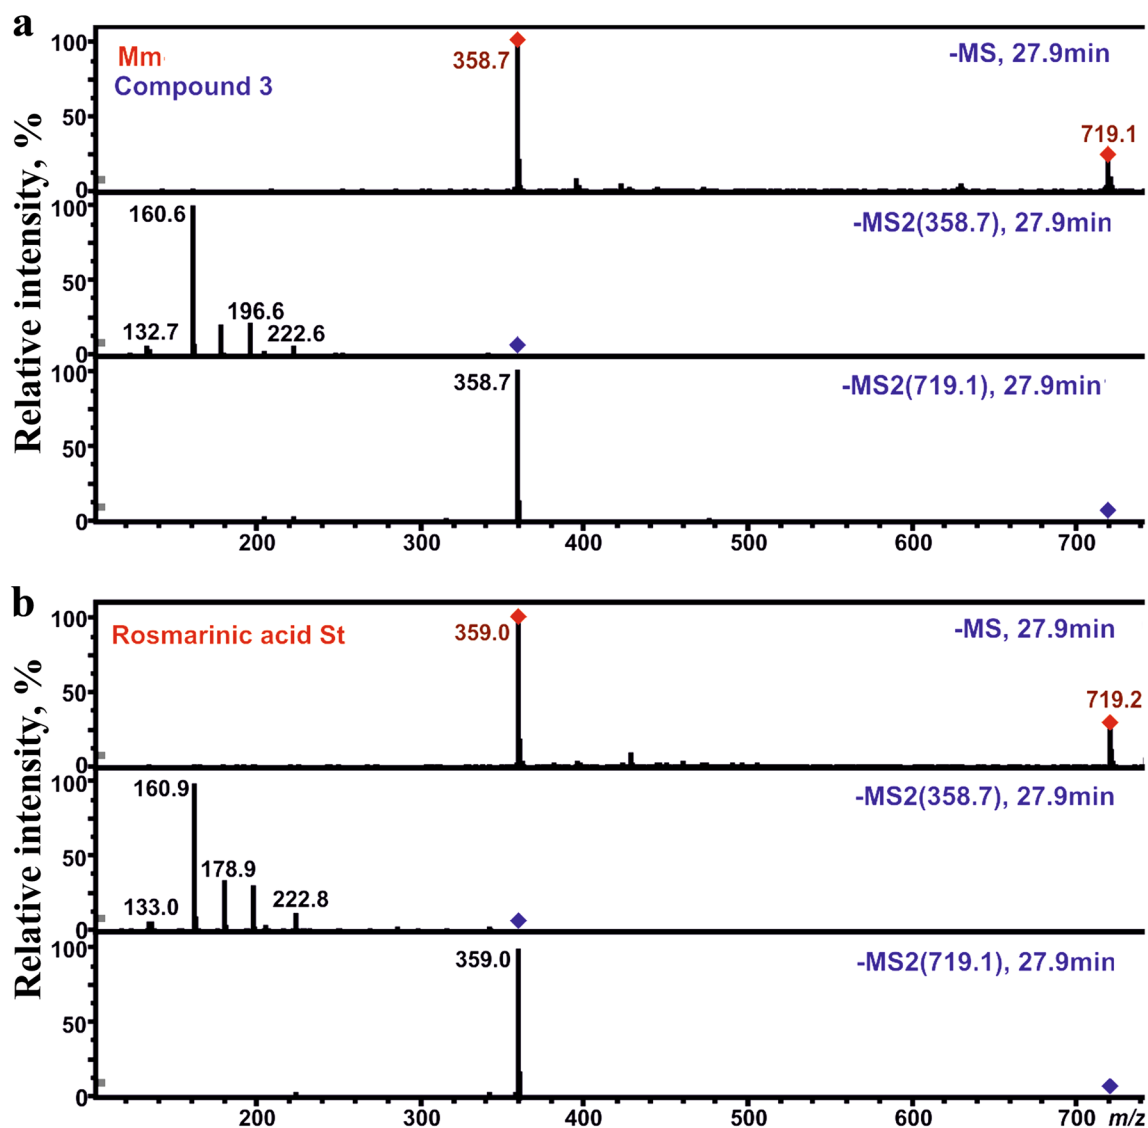 a
Relative intensity, %
Mm
Compound 3
-MS, 27.9min
100
50
0
358.7
719.1
-MS2(358.7), 27.9min
100
50
0
160.6
132.7
196.6
222.6
-MS2(719.1), 27.9min
100
50
0
358.7
200 300 400 500 600 700
b
Relative intensity, %
Rosmarinic acid St
-MS, 27.9min
100
50
0
359.0
719.2
-MS2(358.7), 27.9min
100
50
0
160.9
178.9
133.0
222.8
-MS2(719.1), 27.9min
100
50
0
359.0
200 300 400 500 600 700 m/z